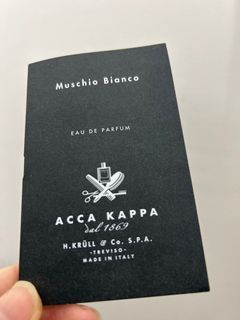 Muschio Bianco
EAU DE PARFUM
ACCA KAPPA
dal 1869
H.KRÜLL & Co. S.P.A.
-TREVISO-
MADE IN ITALY